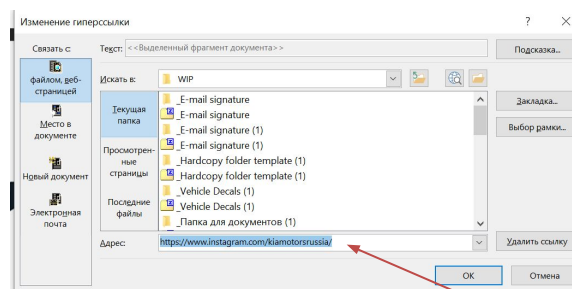 Изменение гиперссылки
? ×
Связать с:
Текст: <<Выделенный фрагмент документа>>
Подсказка...
файлом, веб-
страницей
Искать в:
WIP
Место в
документе
Новый документ
Электронная
почта
Текущая
папка
Просмотрен-
ные
страницы
Последние
файлы
_E-mail signature
_E-mail signature
_E-mail signature (1)
_E-mail signature (1)
_Hardcopy folder template (1)
_Hardcopy folder template (1)
_Vehicle Decals (1)
_Vehicle Decals (1)
_Папка для документов (1)
Закладка...
Выбор рамки...
Адрес:
https://www.instagram.com/kiamotorsrussia/
Удалить ссылку
ОК
Отмена